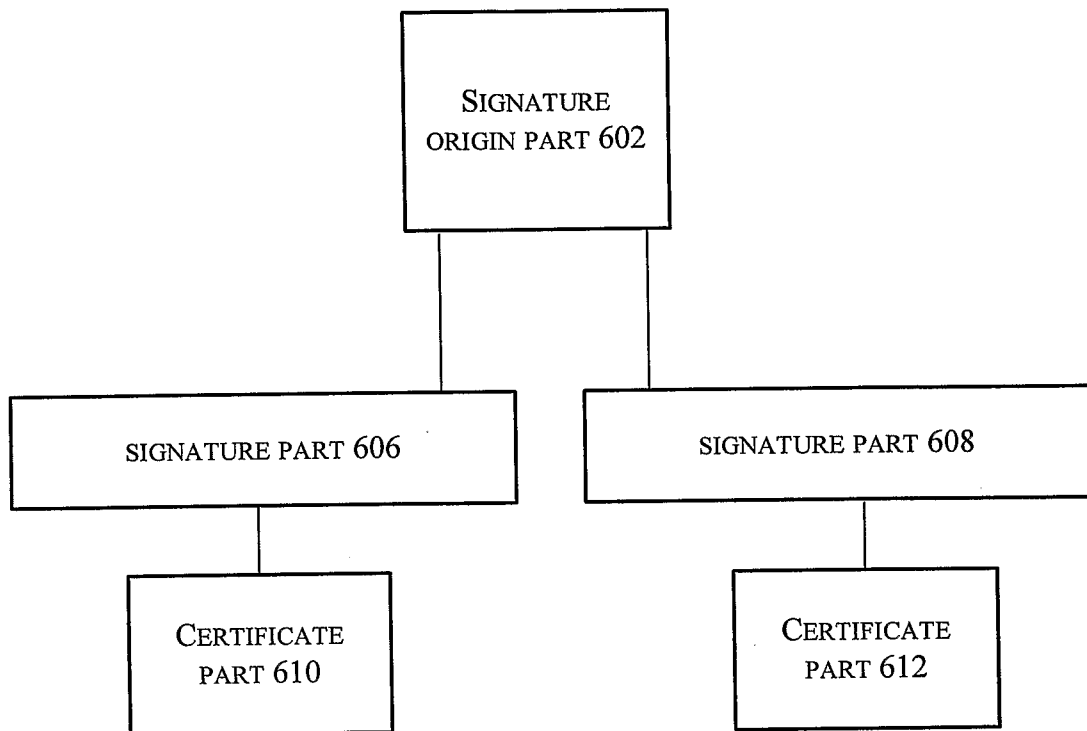 SIGNATURE
ORIGIN PART 602
SIGNATURE PART 606
SIGNATURE PART 608
CERTIFICATE
PART 610
CERTIFICATE
PART 612